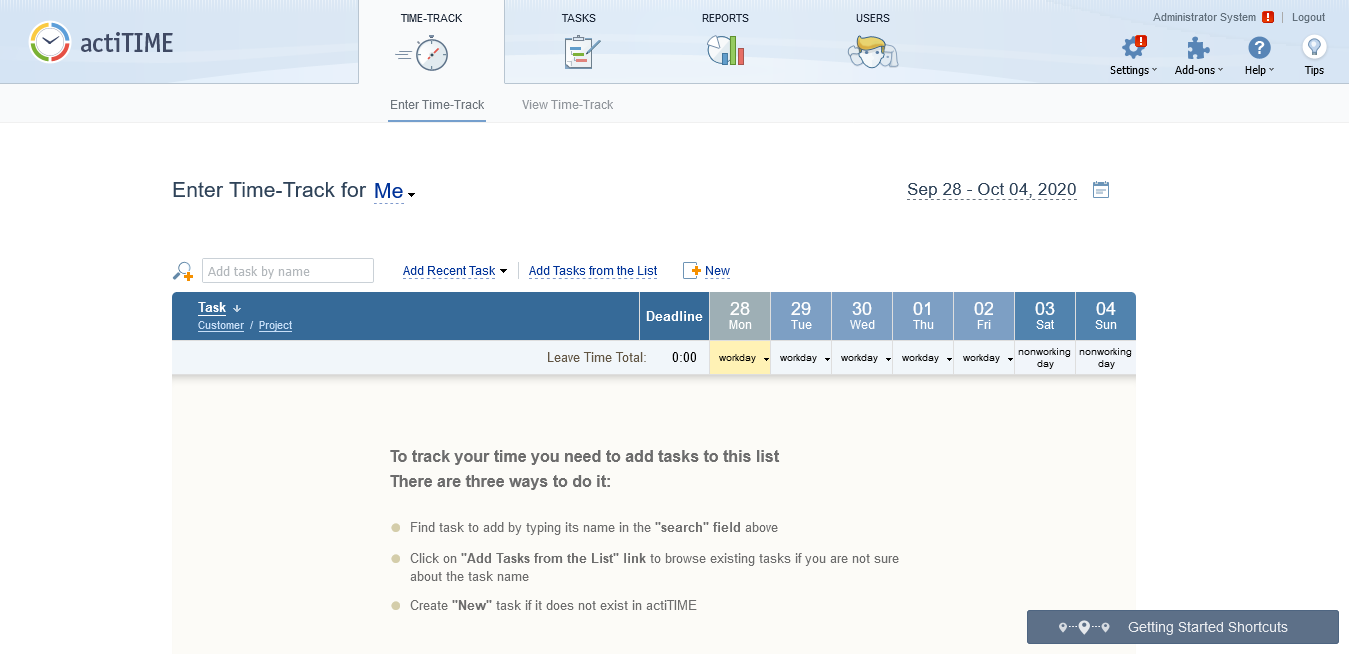 actiTIME
TIME-TRACK
TASKS
REPORTS
USERS
Administrator System ! | Logout
Settings
Add-ons
Help
Tips
Enter Time-Track
View Time-Track
Enter Time-Track for Me
Sep 28 - Oct 04, 2020
Add task by name
Add Recent Task
Add Tasks from the List
New
Task ↓
Customer / Project
Deadline
28
Mon
29
Tue
30
Wed
01
Thu
02
Fri
03
Sat
04
Sun
Leave Time Total: 0:00
workday
workday
workday
workday
workday
nonworking
day
nonworking
day
To track your time you need to add tasks to this list
There are three ways to do it:
Find task to add by typing its name in the "search" field above
Click on "Add Tasks from the List" link to browse existing tasks if you are not sure
about the task name
Create "New" task if it does not exist in actiTIME
Getting Started Shortcuts